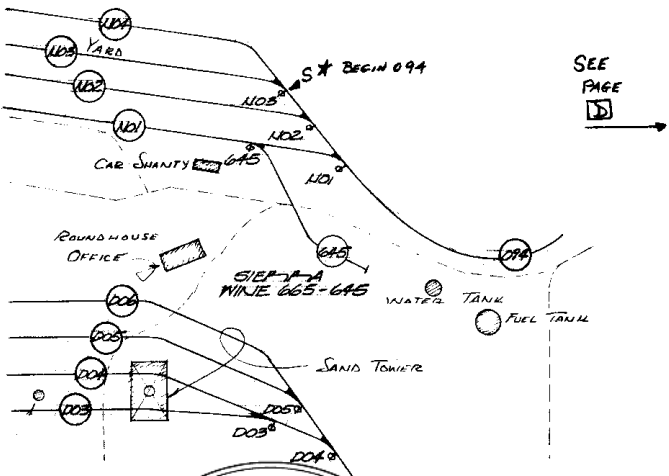 N04
N03 YARD
N02
N01
S * BEGIN 094
N03
N02
N01
645
CAR SHANTY
SEE
PAGE
D
ROUNDHOUSE
OFFICE
645
094
SIERRA
WINE 665-645
WATER TANK
FUEL TANK
D06
D05
D04
D03
SAND TOWER
D05
D03
D04